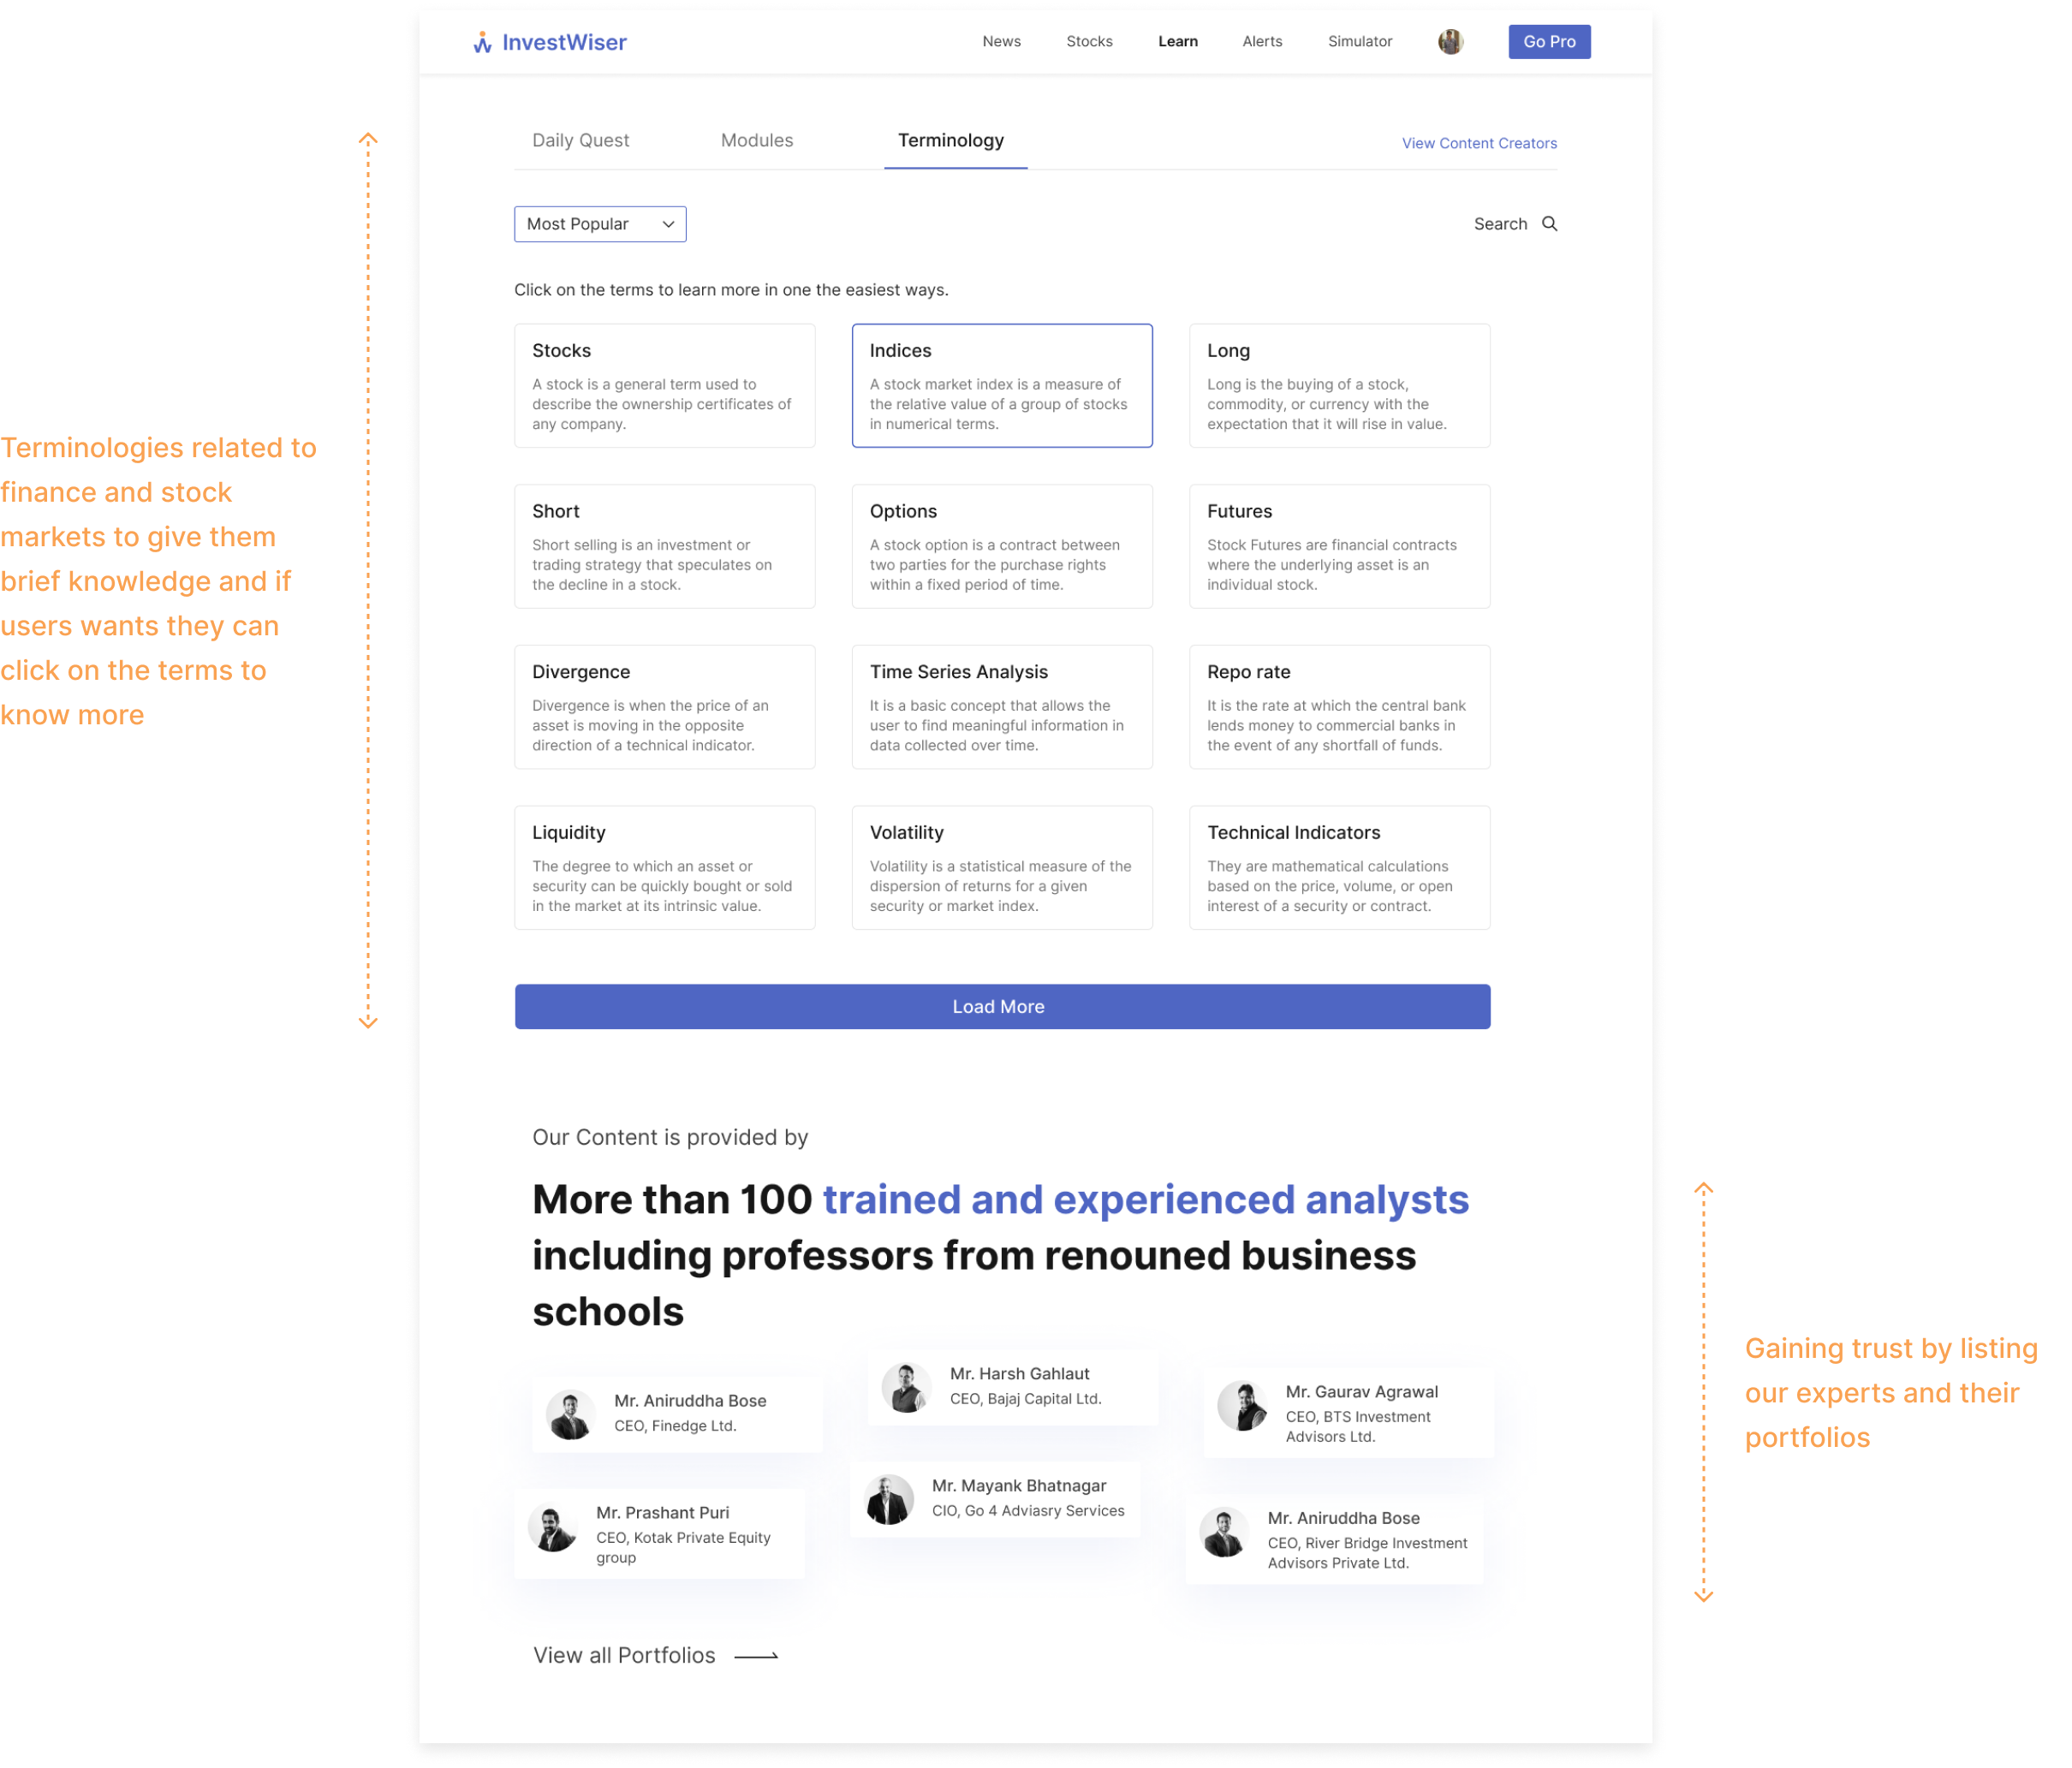 InvestWiser
News
Stocks
Learn
Alerts
Simulator
Go Pro
Daily Quest
Modules
Terminology
View Content Creators
Most Popular
Search
Click on the terms to learn more in one the easiest ways.
Stocks
A stock is a general term used to
describe the ownership certificates of
any company.
Indices
A stock market index is a measure of
the relative value of a group of stocks
in numerical terms.
Long
Long is the buying of a stock,
commodity, or currency with the
expectation that it will rise in value.
Short
Short selling is an investment or
trading strategy that speculates on
the decline in a stock.
Options
A stock option is a contract between
two parties for the purchase rights
within a fixed period of time.
Futures
Stock Futures are financial contracts
where the underlying asset is an
individual stock.
Divergence
Divergence is when the price of an
asset is moving in the opposite
direction of a technical indicator.
Time Series Analysis
It is a basic concept that allows the
user to find meaningful information in
data collected over time.
Repo rate
It is the rate at which the central bank
lends money to commercial banks in
the event of any shortfall of funds.
Liquidity
The degree to which an asset or
security can be quickly bought or sold
in the market at its intrinsic value.
Volatility
Volatility is a statistical measure of the
dispersion of returns for a given
security or market index.
Technical Indicators
They are mathematical calculations
based on the price, volume, or open
interest of a security or contract.
Load More
Terminologies related to
finance and stock
markets to give them
brief knowledge and if
users wants they can
click on the terms to
know more
Our Content is provided by
More than 100 trained and experienced analysts
including professors from renouned business
schools
Mr. Aniruddha Bose
CEO, Finedge Ltd.
Mr. Harsh Gahlaut
CEO, Bajaj Capital Ltd.
Mr. Gaurav Agrawal
CEO, BTS Investment
Advisors Ltd.
Mr. Prashant Puri
CEO, Kotak Private Equity
group
Mr. Mayank Bhatnagar
CIO, Go 4 Adviasry Services
Mr. Aniruddha Bose
CEO, River Bridge Investment
Advisors Private Ltd.
View all Portfolios
Gaining trust by listing
our experts and their
portfolios